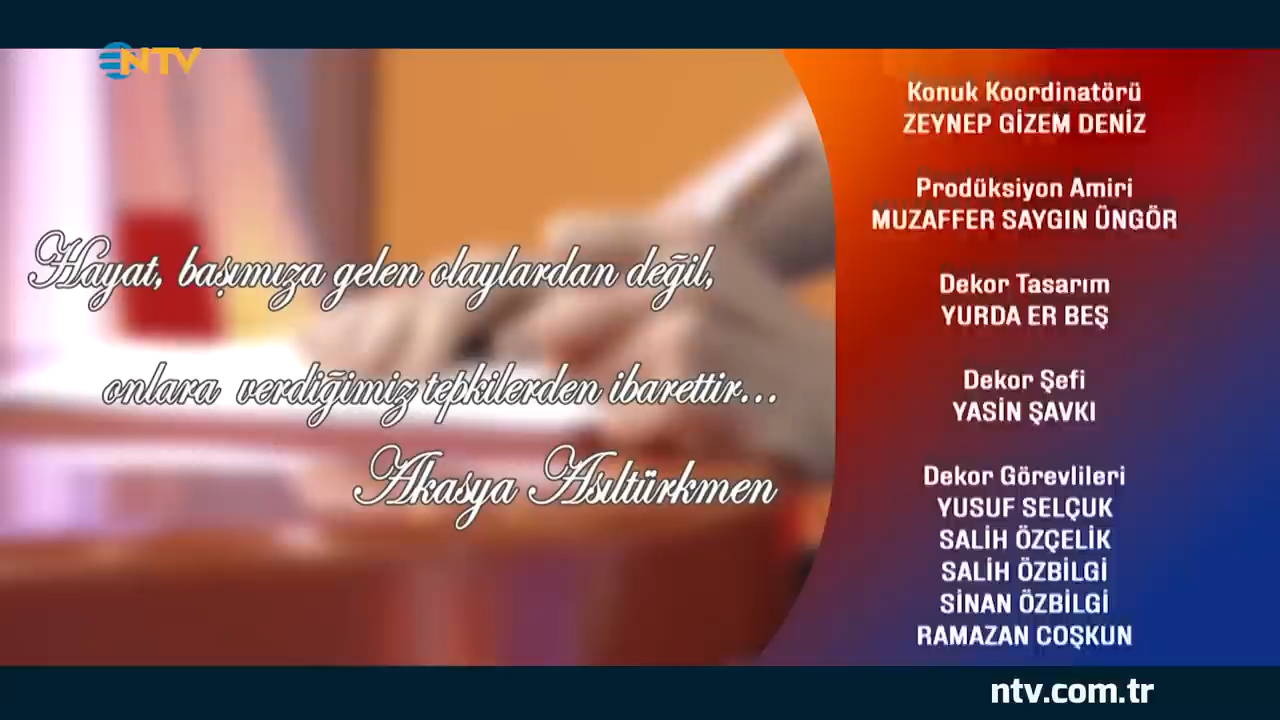 NTV
Hayat, başımıza gelen olaylardan değil,
onlara verdiğimiz tepkilerden ibarettir...
Akasya Asıltürkmen
Konuk Koordinatörü
ZEYNEP GİZEM DENİZ
Prodüksiyon Amiri
MUZAFFER SAYGIN ÜNGÖR
Dekor Tasarım
YURDA ER BEŞ
Dekor Şefi
YASİN ŞAVKI
Dekor Görevlileri
YUSUF SELÇUK
SALİH ÖZÇELİK
SALİH ÖZBİLGİ
SİNAN ÖZBİLGİ
RAMAZAN COŞKUN
ntv.com.tr